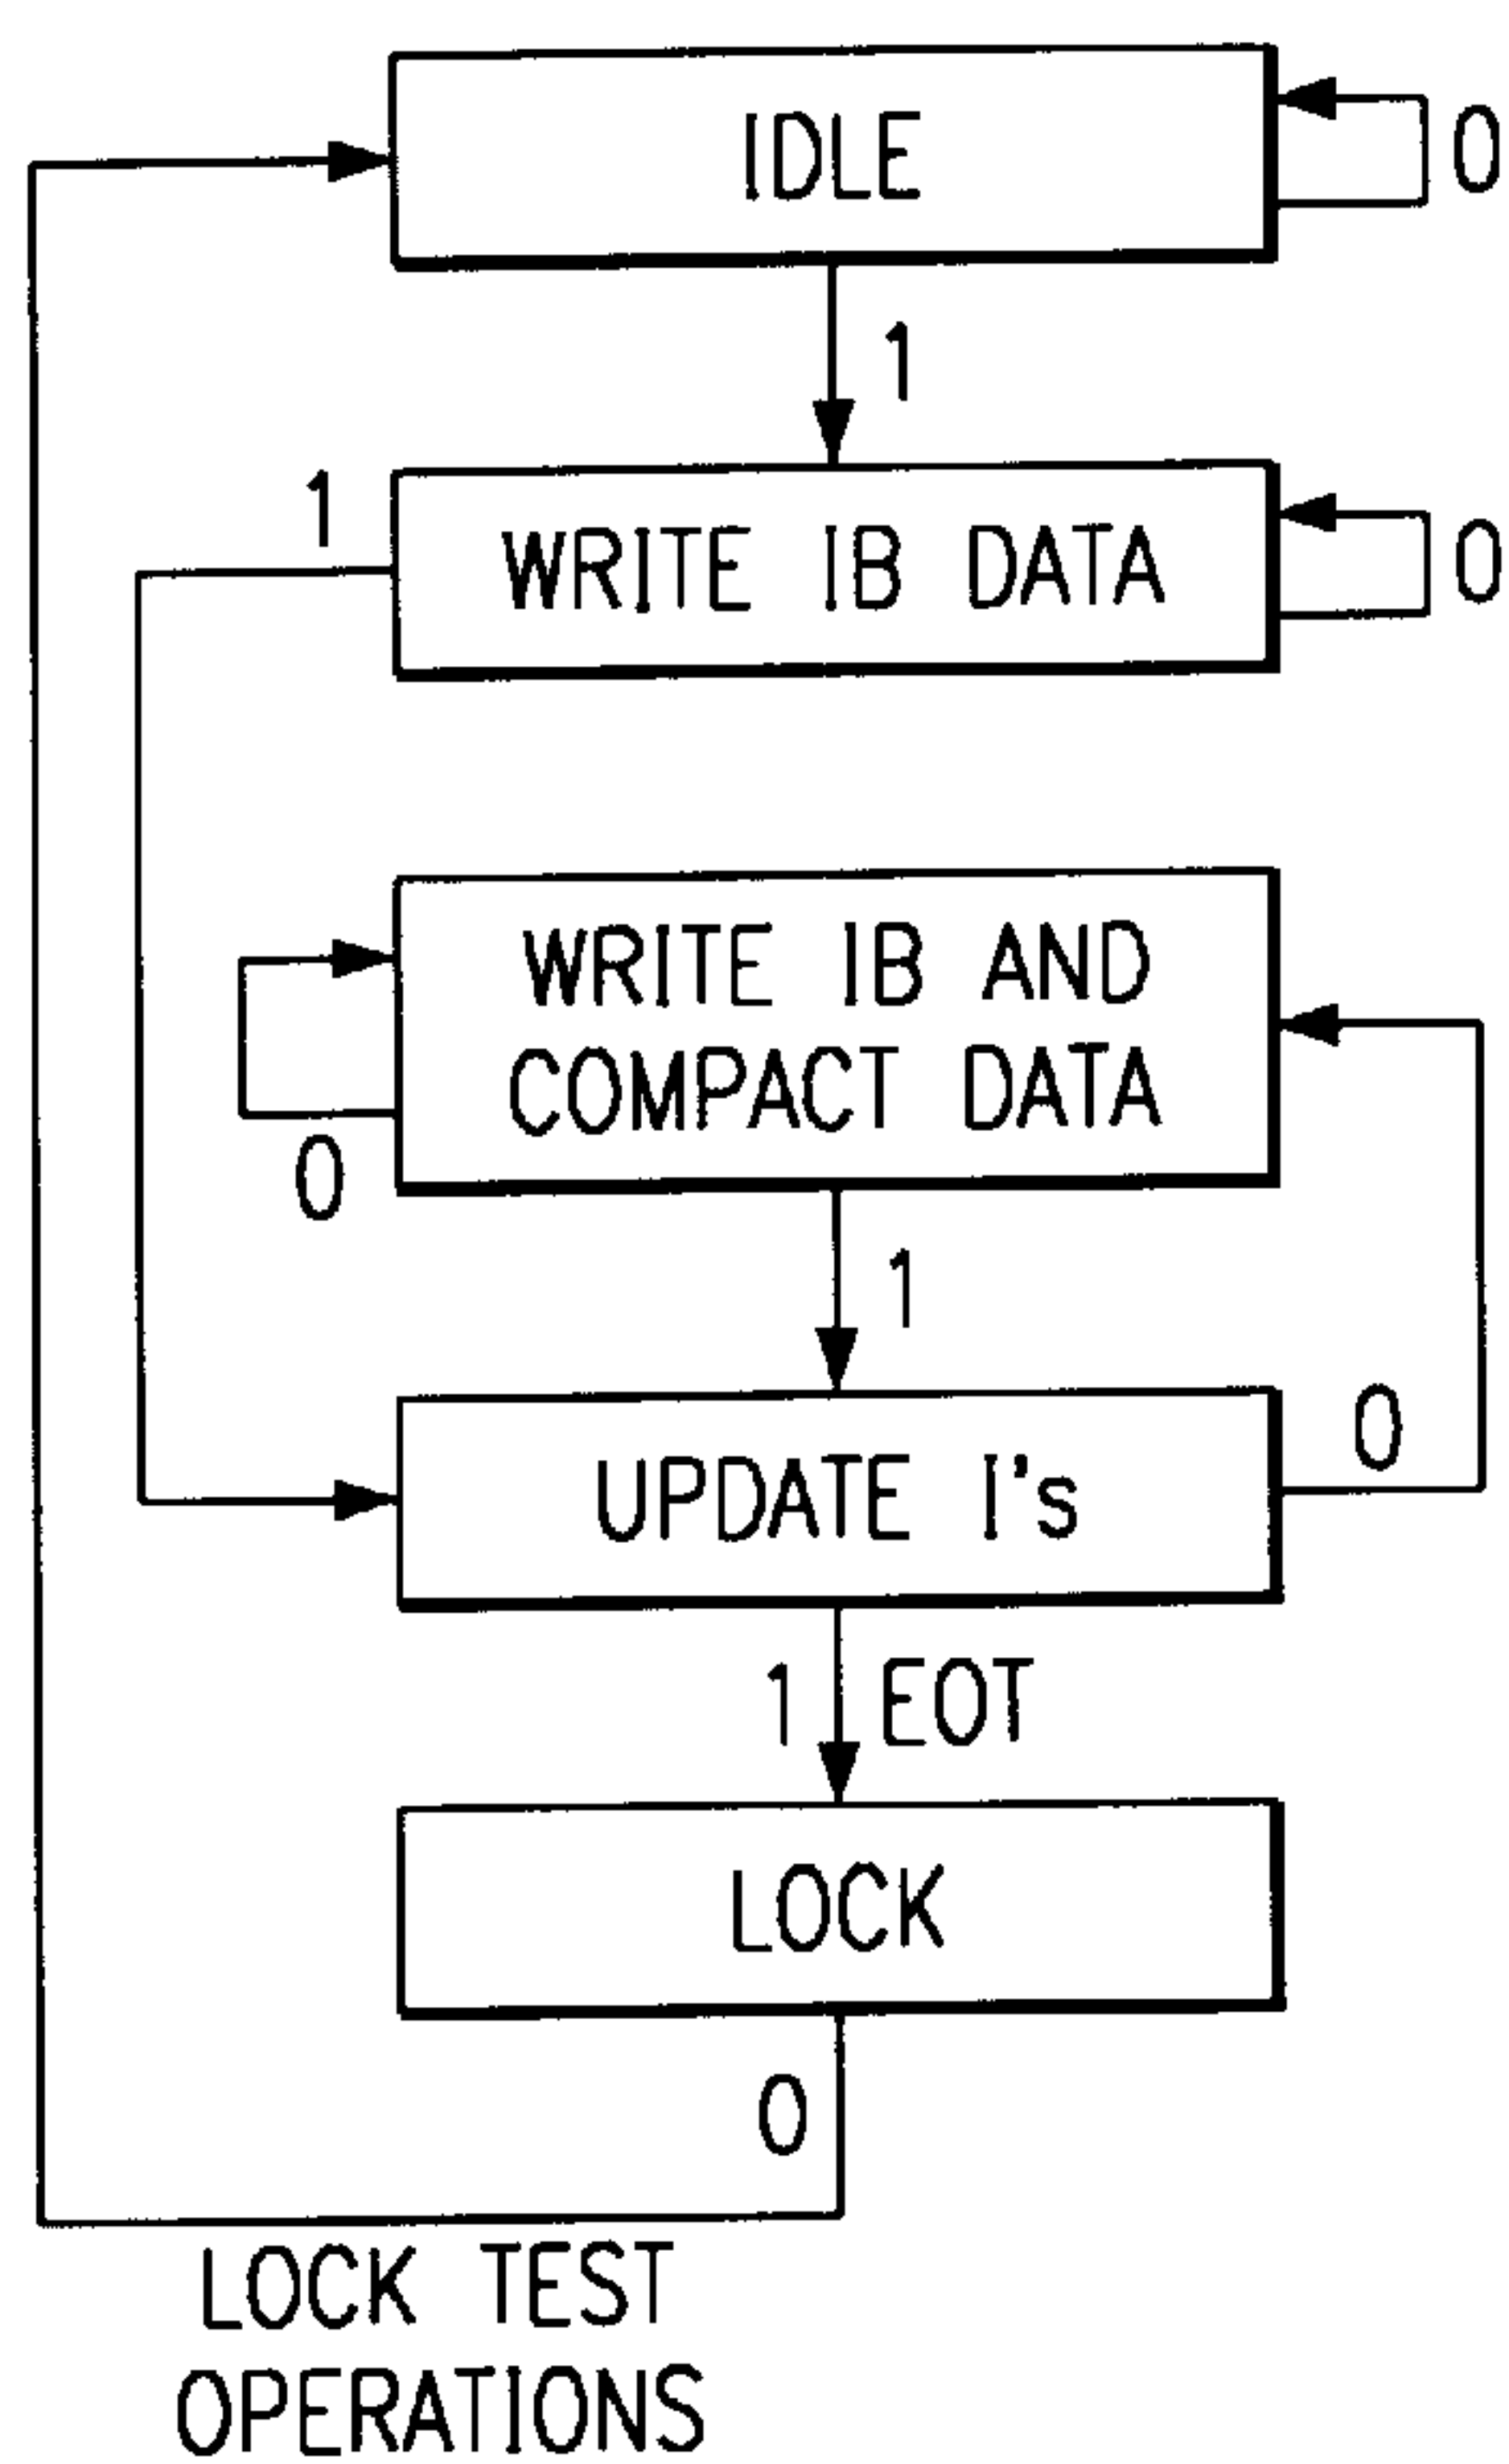 IDLE
0
1
1
WRITE IB DATA
0
WRITE IB AND
COMPACT DATA
0
1
UPDATE I's
0
1 EOT
LOCK
0
LOCK TEST
OPERATIONS